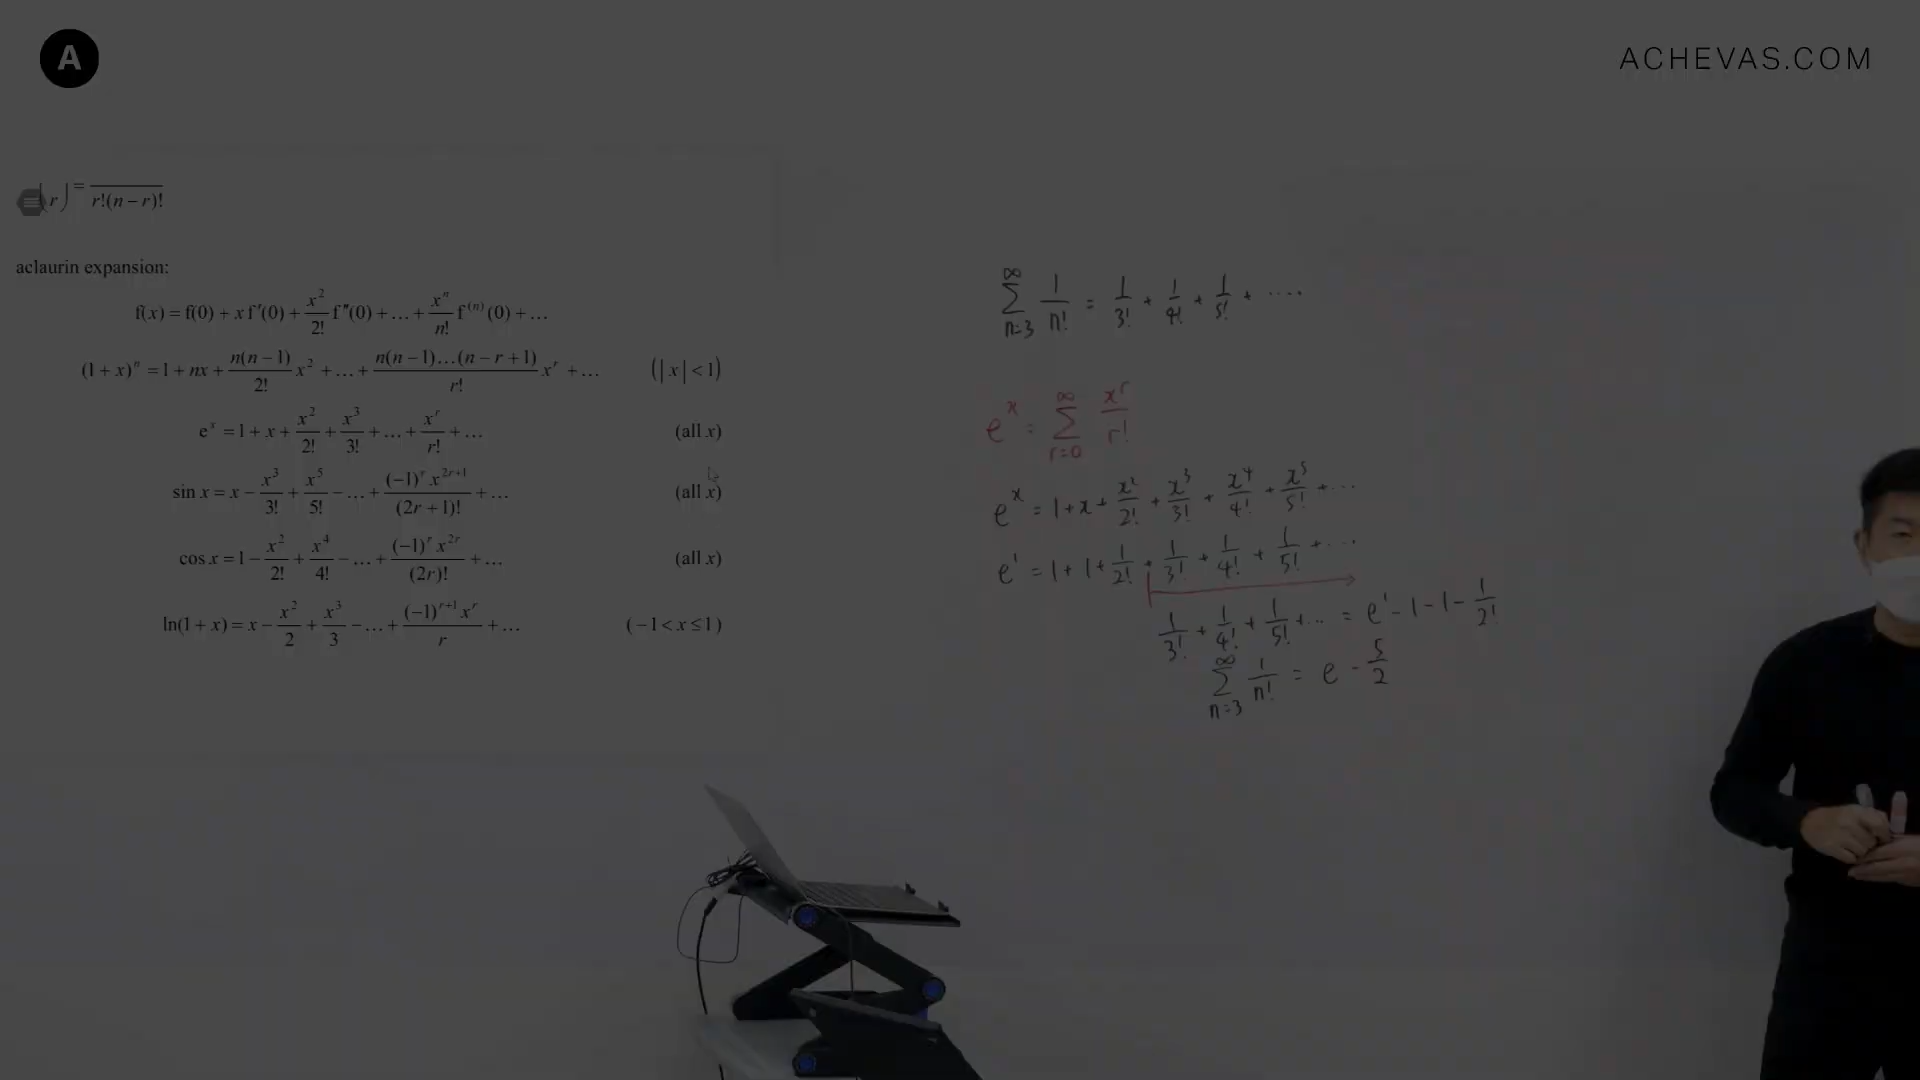 A
ACHEVAS.COM
(r) = r!(n − r)!
aclaurin expansion:
f(x) = f(0) + x f′(0) + x²/2! f″(0) + … + xⁿ/n! f⁽ⁿ⁾(0) + …
(1 + x)ⁿ = 1 + nx + n(n − 1)/2! x² + … + n(n − 1)…(n − r + 1)/r! xʳ + … (|x| < 1)
eˣ = 1 + x + x²/2! + x³/3! + … + xʳ/r! + … (all x)
sin x = x − x³/3! + x⁵/5! − … + (−1)ʳ x²ʳ⁺¹/(2r + 1)! + … (all x)
cos x = 1 − x²/2! + x⁴/4! − … + (−1)ʳ x²ʳ/(2r)! + … (all x)
ln(1 + x) = x − x²/2 + x³/3 − … + (−1)ʳ⁺¹ xʳ/r + … (−1 < x ≤ 1)
∞ ∑ n=3 1/n! = 1/3! + 1/4! + 1/5! + ....
eˣ = ∞ ∑ r=0 xʳ/r!
eˣ = 1 + x + x²/2! + x³/3! + x⁴/4! + x⁵/5! + ...
e¹ = 1 + 1 + 1/2! + 1/3! + 1/4! + 1/5! + ...
1/3! + 1/4! + 1/5! + ... = e¹ − 1 − 1 − 1/2!
∞ ∑ n=3 1/n! = e − 5/2